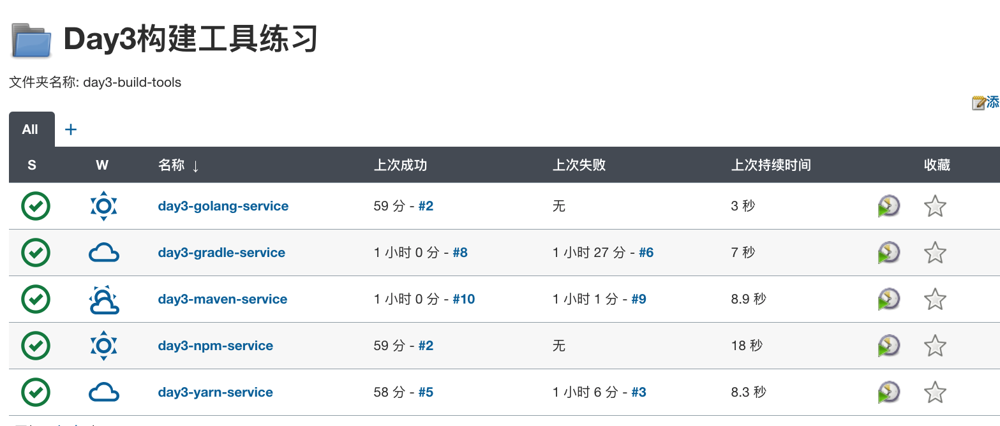 Day3构建工具练习
文件夹名称: day3-build-tools
添
All +
S W 名称 ↓ 上次成功 上次失败 上次持续时间 收藏
day3-golang-service 59 分 - #2 无 3 秒
day3-gradle-service 1 小时 0 分 - #8 1 小时 27 分 - #6 7 秒
day3-maven-service 1 小时 0 分 - #10 1 小时 1 分 - #9 8.9 秒
day3-npm-service 59 分 - #2 无 18 秒
day3-yarn-service 58 分 - #5 1 小时 6 分 - #3 8.3 秒